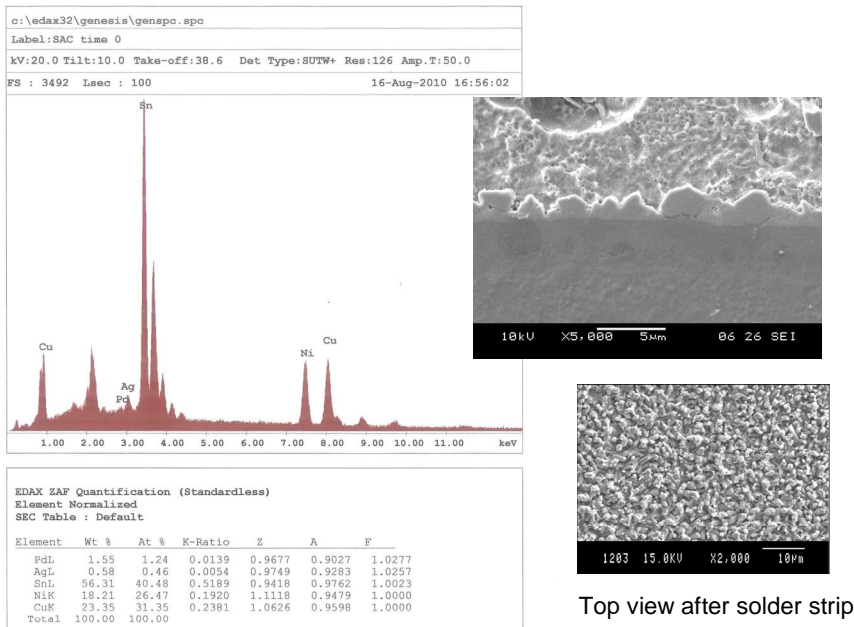 c:\edax32\genesis\genspc.spc
Label:SAC time 0
kV:20.0 Tilt:10.0 Take-off:38.6 Det Type:SUTW+ Res:126 Amp.T:50.0
FS : 3492 Lsec : 100 16-Aug-2010 16:56:02
Sn
Cu
Ag
Pd
Ni
Cu
1.00 2.00 3.00 4.00 5.00 6.00 7.00 8.00 9.00 10.00 11.00 keV
10kU X5,000 5µm 06 26 SEI
EDAX ZAF Quantification (Standardless)
Element Normalized
SEC Table : Default
Element Wt % At % K-Ratio Z A F
PdL 1.55 1.24 0.0139 0.9677 0.9027 1.0277
AgL 0.58 0.46 0.0054 0.9749 0.9283 1.0257
SnL 56.31 40.48 0.5189 0.9418 0.9762 1.0023
NiK 18.21 26.47 0.1920 1.1118 0.9479 1.0000
CuK 23.35 31.35 0.2381 1.0626 0.9598 1.0000
Total 100.00 100.00
1203 15.0KV X2,000 10µm
Top view after solder strip